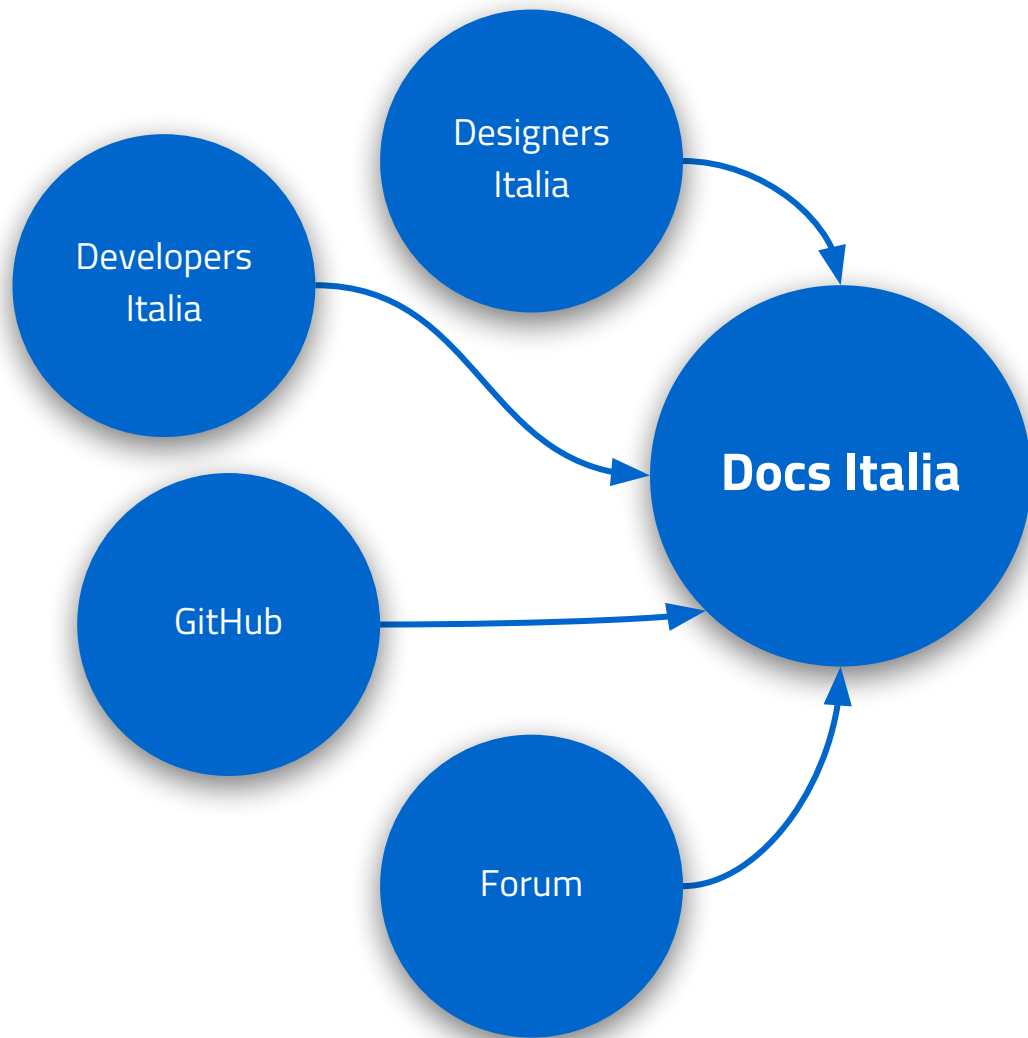 Designers
Italia
Developers
Italia
Docs Italia
GitHub
Forum